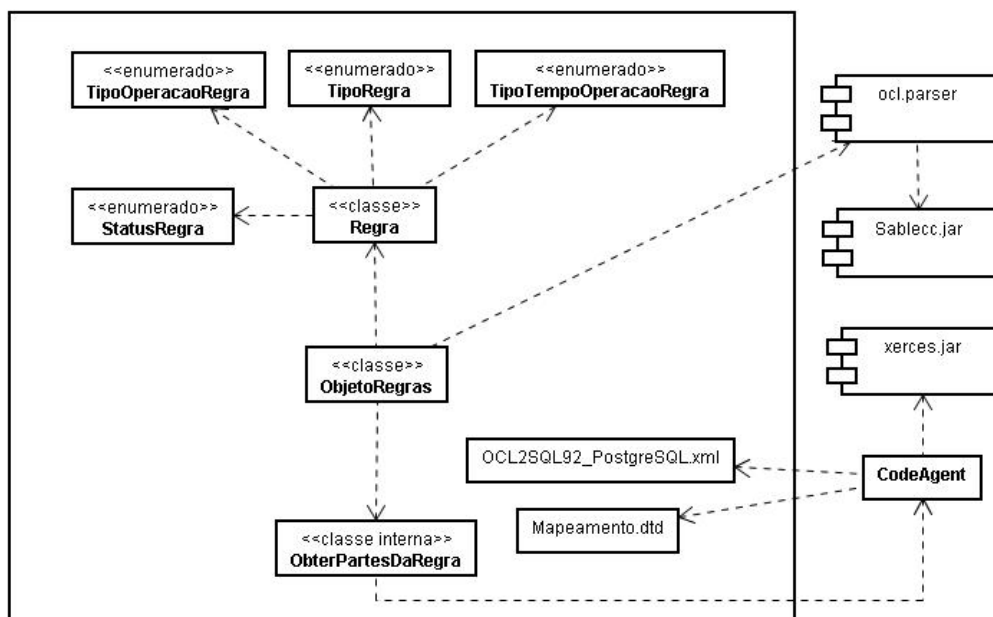 <<enumerado>>
TipoOperacaoRegra
<<enumerado>>
TipoRegra
<<enumerado>>
TipoTempoOperaçaoRegra
ocl.parser
<<enumerado>>
StatusRegra
<<classe>>
Regra
Sablecc.jar
xerces.jar
<<classe>>
ObjetoRegras
OCL2SQL92_PostgreSQL.xml
CodeAgent
Mapeamento.dtd
<<classe interna>>
ObterPartesDaRegra